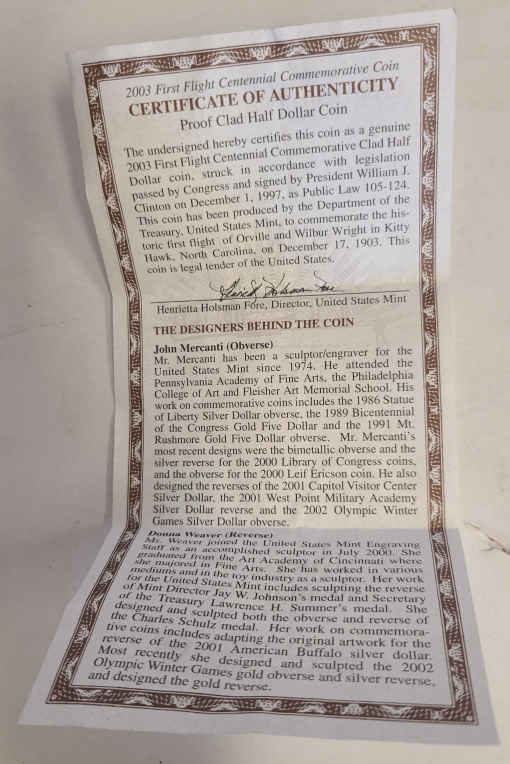 2003 First Flight Centennial Commemorative Coin
CERTIFICATE OF AUTHENTICITY
Proof Clad Half Dollar Coin
The undersigned hereby certifies this coin as a genuine
2003 First Flight Centennial Commemorative Clad Half
Dollar coin, struck in accordance with legislation
passed by Congress and signed by President William J.
Clinton on December 1, 1997, as Public Law 105-124.
This coin has been produced by the Department of the
Treasury, United States Mint, to commemorate the his-
toric first flight of Orville and Wilbur Wright in Kitty
Hawk, North Carolina, on December 17, 1903. This
coin is legal tender of the United States.
Henrietta Holsman Fore
Henrietta Holsman Fore, Director, United States Mint
THE DESIGNERS BEHIND THE COIN
John Mercanti (Obverse)
Mr. Mercanti has been a sculptor/engraver for the
United States Mint since 1974. He attended the
Pennsylvania Academy of Fine Arts, the Philadelphia
College of Art and Fleisher Art Memorial School. His
work on commemorative coins includes the 1986 Statue
of Liberty Silver Dollar obverse, the 1989 Bicentennial
of the Congress Gold Five Dollar and the 1991 Mt.
Rushmore Gold Five Dollar obverse. Mr. Mercanti's
most recent designs were the bimetallic obverse and the
silver reverse for the 2000 Library of Congress coins,
and the obverse for the 2000 Leif Ericson coin. He also
designed the reverses of the 2001 Capitol Visitor Center
Silver Dollar, the 2001 West Point Military Academy
Silver Dollar reverse and the 2002 Olympic Winter
Games Silver Dollar obverse.
Donna Weaver (Reverse)
Ms. Weaver joined the United States Mint Engraving
Staff as an accomplished sculptor in July 2000. She
graduated from the Art Academy of Cincinnati where
she majored in Fine Arts. She has worked in various
mediums and in the toy industry as a sculptor. Her work
for the United States Mint includes sculpting the reverse
of Mint Director Jay W. Johnson's medal and Secretary
of the Treasury Lawrence H. Summer's medal. She
designed and sculpted both the obverse and reverse of
the Charles Schulz medal. Her work on commemora-
tive coins includes adapting the original artwork for the
reverse of the 2001 American Buffalo silver dollar.
Most recently she designed and sculpted the 2002
Olympic Winter Games gold obverse and silver reverse,
and designed the gold reverse.